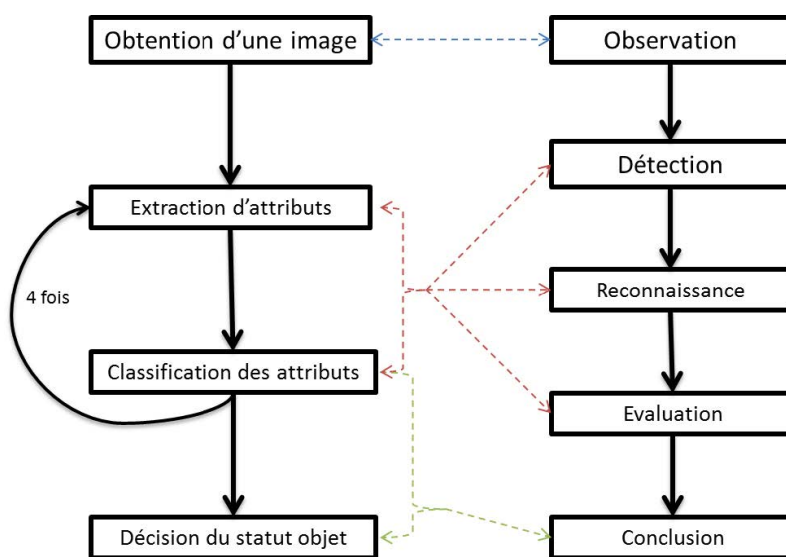 Obtention d'une image
Observation
Détection
Extraction d'attributs
4 fois
Reconnaissance
Classification des attributs
Evaluation
Décision du statut objet
Conclusion